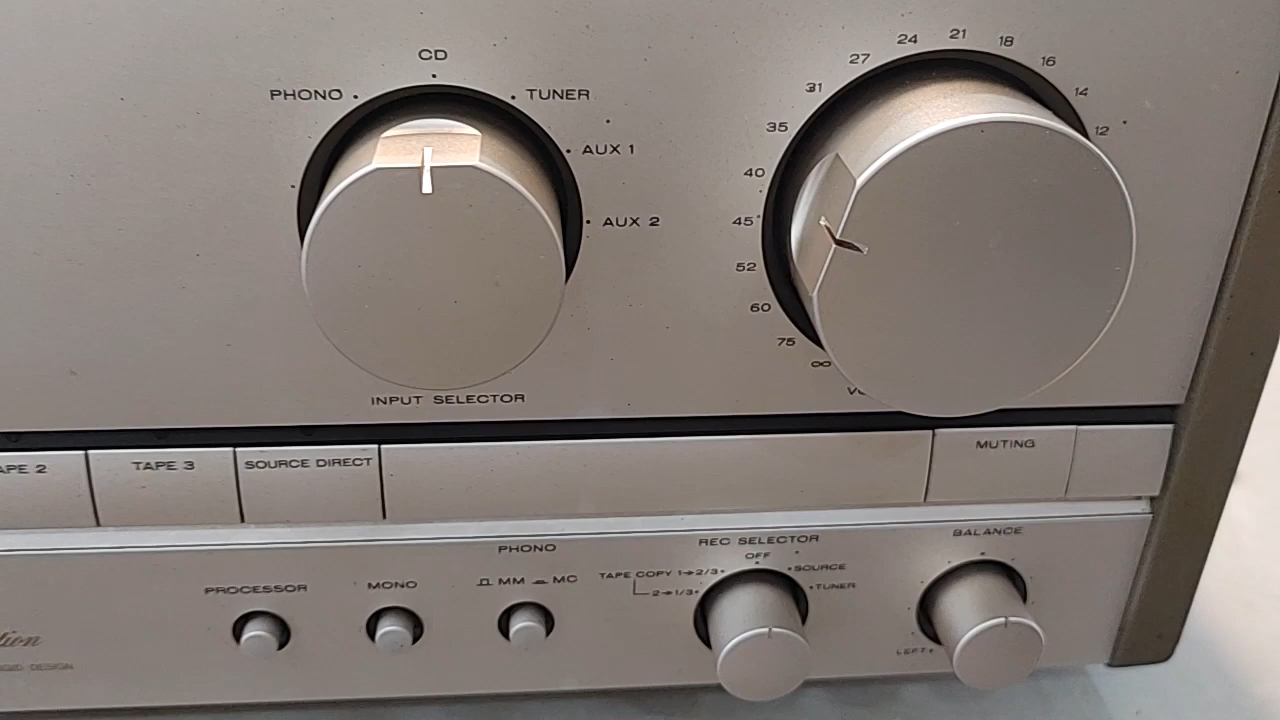 CD
PHONO
TUNER
AUX 1
AUX 2
INPUT SELECTOR
21
24
18
27
16
31
14
35
12
40
45
52
60
75
∞
TAPE 3
SOURCE DIRECT
MUTING
PROCESSOR
MONO
PHONO
MM MC
REC SELECTOR
OFF
TAPE COPY 1→2/3
SOURCE
2→1/3
TUNER
BALANCE
LEFT
DESIGN